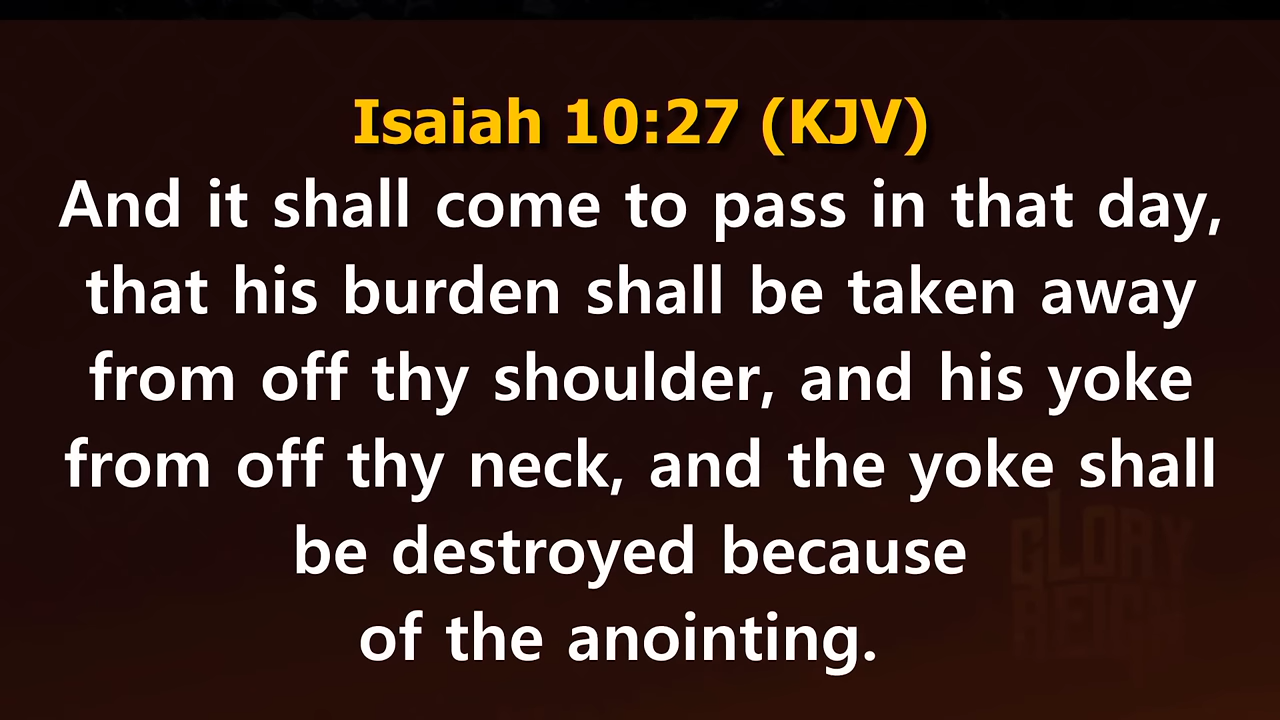 Isaiah 10:27 (KJV)
And it shall come to pass in that day,
that his burden shall be taken away
from off thy shoulder, and his yoke
from off thy neck, and the yoke shall
be destroyed because
of the anointing.
GLORY
REIGN